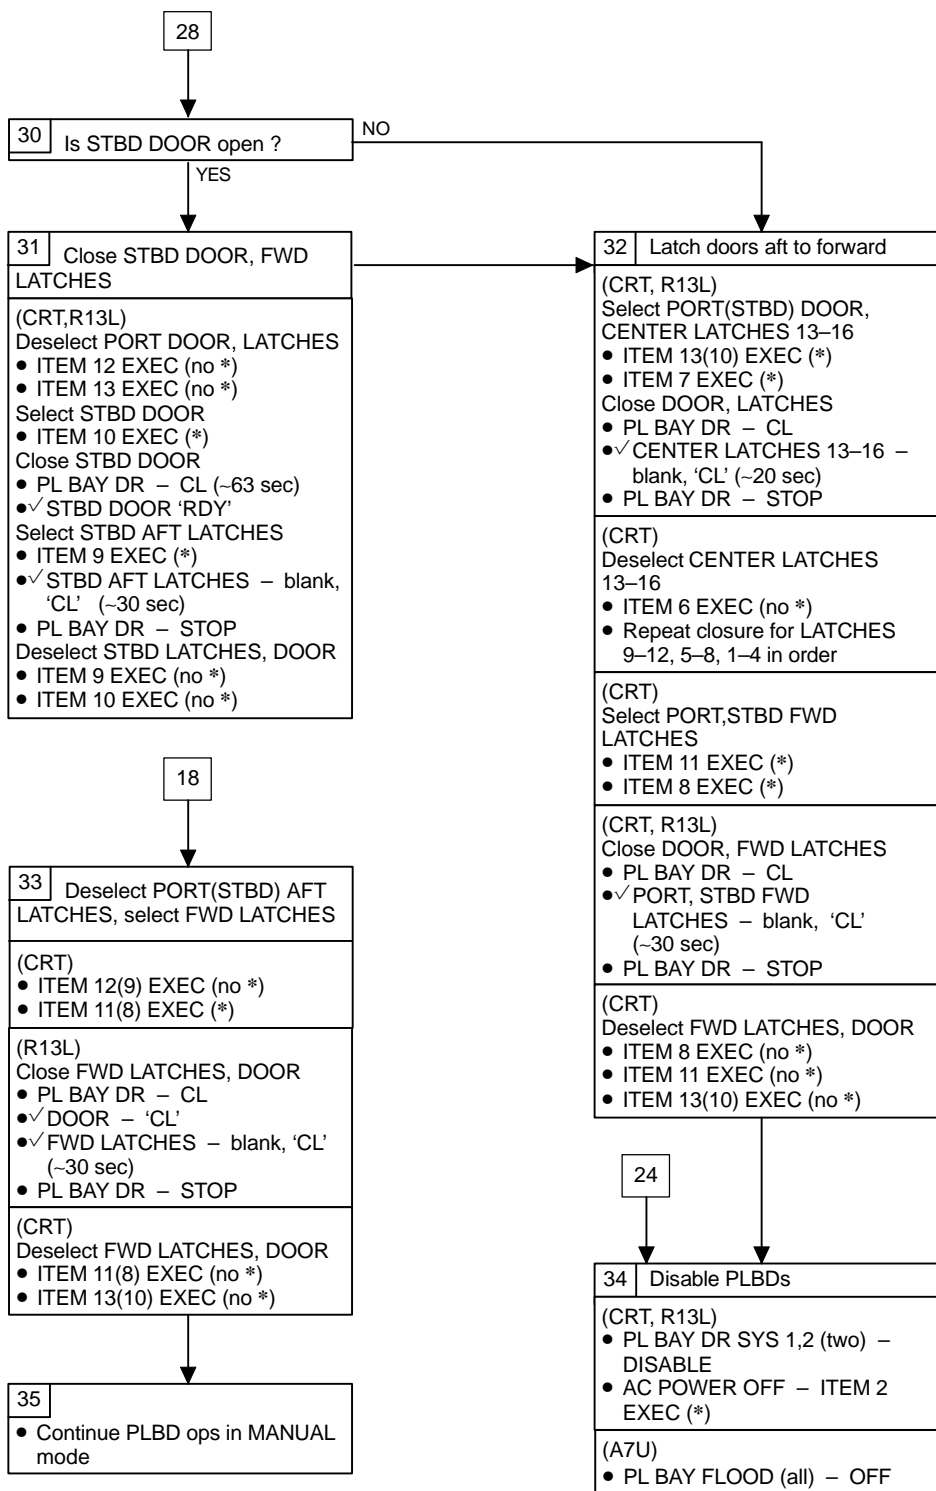 28
30 Is STBD DOOR open ?
NO
YES
31 Close STBD DOOR, FWD
LATCHES
(CRT,R13L)
Deselect PORT DOOR, LATCHES
● ITEM 12 EXEC (no *)
● ITEM 13 EXEC (no *)
Select STBD DOOR
● ITEM 10 EXEC (*)
Close STBD DOOR
● PL BAY DR – CL (~63 sec)
●√ STBD DOOR ‘RDY’
Select STBD AFT LATCHES
● ITEM 9 EXEC (*)
●√ STBD AFT LATCHES – blank,
‘CL’ (~30 sec)
● PL BAY DR – STOP
Deselect STBD LATCHES, DOOR
● ITEM 9 EXEC (no *)
● ITEM 10 EXEC (no *)
18
33 Deselect PORT(STBD) AFT
LATCHES, select FWD LATCHES
(CRT)
● ITEM 12(9) EXEC (no *)
● ITEM 11(8) EXEC (*)
(R13L)
Close FWD LATCHES, DOOR
● PL BAY DR – CL
●√ DOOR – ‘CL’
●√ FWD LATCHES – blank, ‘CL’
(~30 sec)
● PL BAY DR – STOP
(CRT)
Deselect FWD LATCHES, DOOR
● ITEM 11(8) EXEC (no *)
● ITEM 13(10) EXEC (no *)
35
● Continue PLBD ops in MANUAL
mode
32 Latch doors aft to forward
(CRT, R13L)
Select PORT(STBD) DOOR,
CENTER LATCHES 13–16
● ITEM 13(10) EXEC (*)
● ITEM 7 EXEC (*)
Close DOOR, LATCHES
● PL BAY DR – CL
●√ CENTER LATCHES 13–16 –
blank, ‘CL’ (~20 sec)
● PL BAY DR – STOP
(CRT)
Deselect CENTER LATCHES
13–16
● ITEM 6 EXEC (no *)
● Repeat closure for LATCHES
9–12, 5–8, 1–4 in order
(CRT)
Select PORT,STBD FWD
LATCHES
● ITEM 11 EXEC (*)
● ITEM 8 EXEC (*)
(CRT, R13L)
Close DOOR, FWD LATCHES
● PL BAY DR – CL
●√ PORT, STBD FWD
LATCHES – blank, ‘CL’
(~30 sec)
● PL BAY DR – STOP
(CRT)
Deselect FWD LATCHES, DOOR
● ITEM 8 EXEC (no *)
● ITEM 11 EXEC (no *)
● ITEM 13(10) EXEC (no *)
24
34 Disable PLBDs
(CRT, R13L)
● PL BAY DR SYS 1,2 (two) –
DISABLE
● AC POWER OFF – ITEM 2
EXEC (*)
(A7U)
● PL BAY FLOOD (all) – OFF